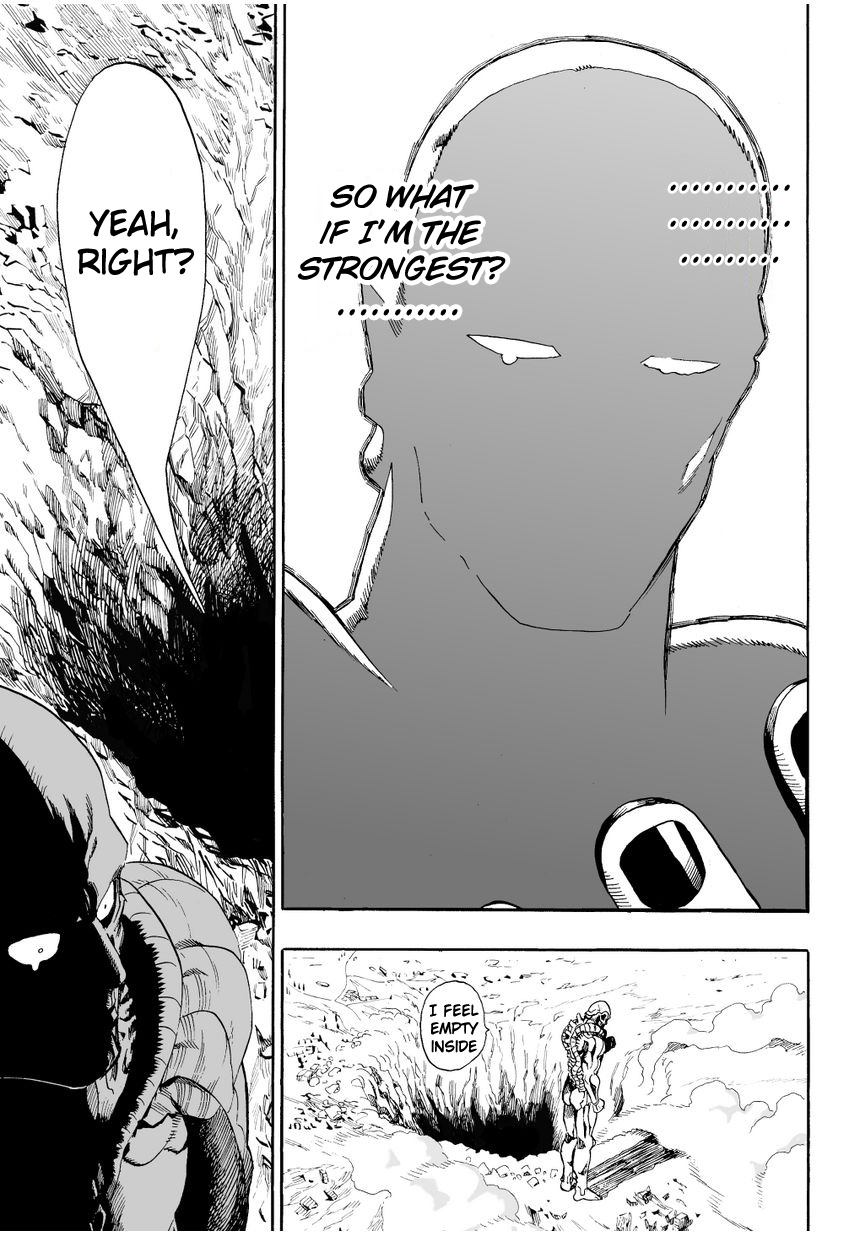 ............
............
.........
SO WHAT
IF I'M THE
STRONGEST?
...........
I FEEL
EMPTY
INSIDE
YEAH,
RIGHT?